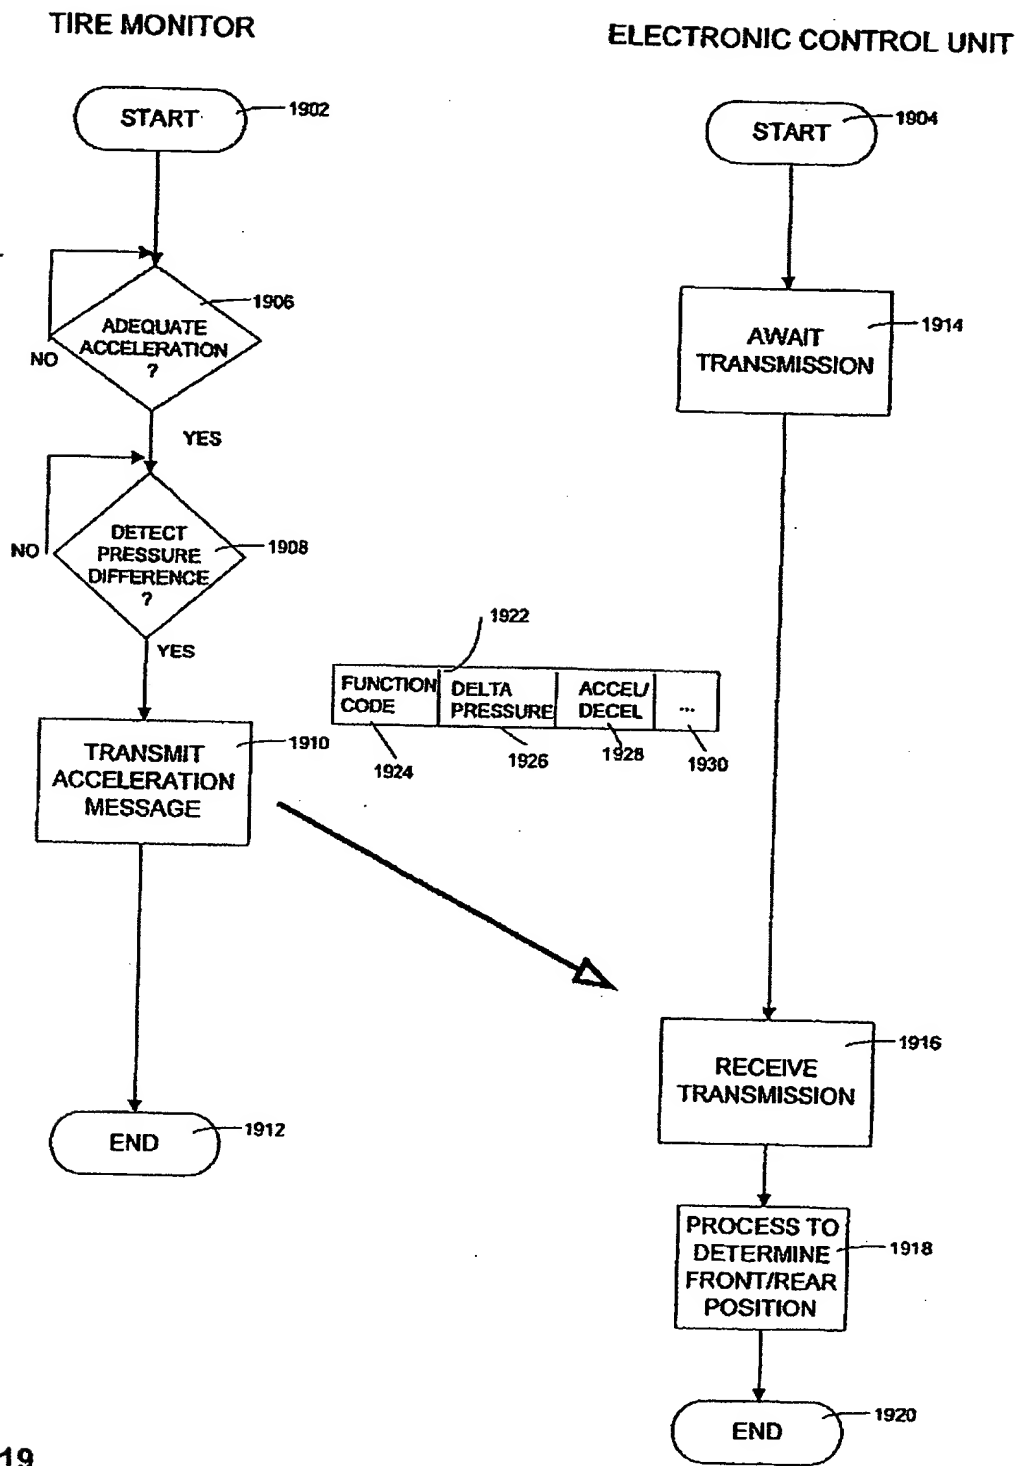 TIRE MONITOR
START
1902
ADEQUATE
ACCELERATION
?
1906
NO
YES
DETECT
PRESSURE
DIFFERENCE
?
1908
NO
YES
TRANSMIT
ACCELERATION
MESSAGE
1910
END
1912
1922
FUNCTION
CODE
DELTA
PRESSURE
ACCEL/
DECEL
...
1924
1926
1928
1930
ELECTRONIC CONTROL UNIT
START
1904
AWAIT
TRANSMISSION
1914
RECEIVE
TRANSMISSION
1916
PROCESS TO
DETERMINE
FRONT/REAR
POSITION
1918
END
1920
19